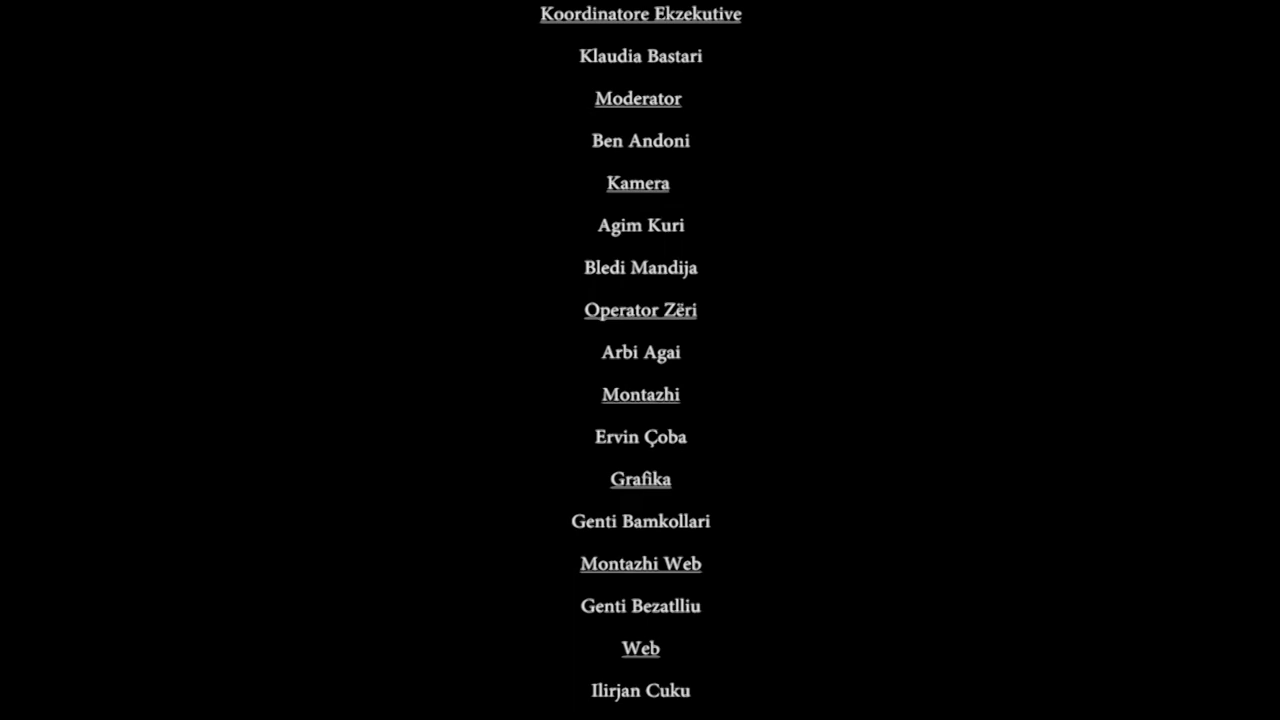 Koordinatore Ekzekutive
Klaudia Bastari
Moderator
Ben Andoni
Kamera
Agim Kuri
Bledi Mandija
Operator Zëri
Arbi Agai
Montazhi
Ervin Çoba
Grafika
Genti Bamkollari
Montazhi Web
Genti Bezatlliu
Web
Ilirjan Cuku